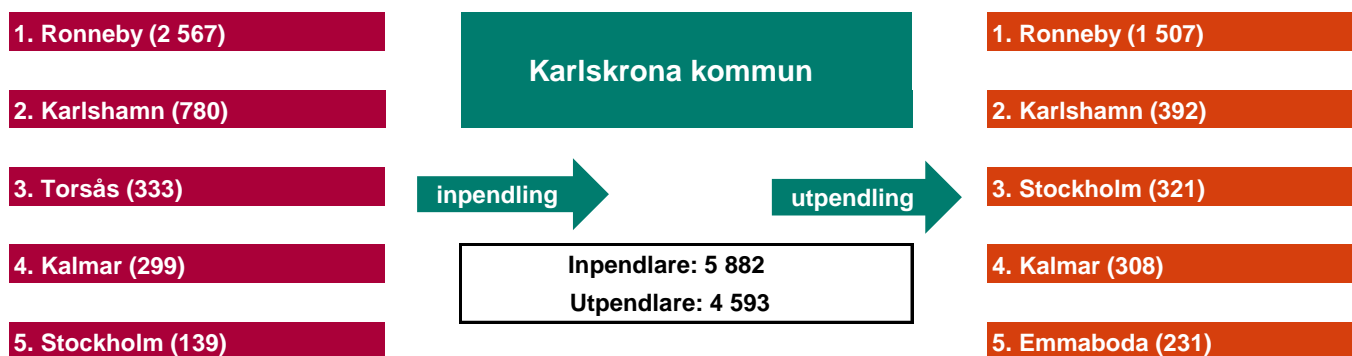 1. Ronneby (2 567)
2. Karlshamn (780)
3. Torsås (333)
4. Kalmar (299)
5. Stockholm (139)
inpendling
Karlskrona kommun
Inpendlare: 5 882
Utpendlare: 4 593
utpendling
1. Ronneby (1 507)
2. Karlshamn (392)
3. Stockholm (321)
4. Kalmar (308)
5. Emmaboda (231)